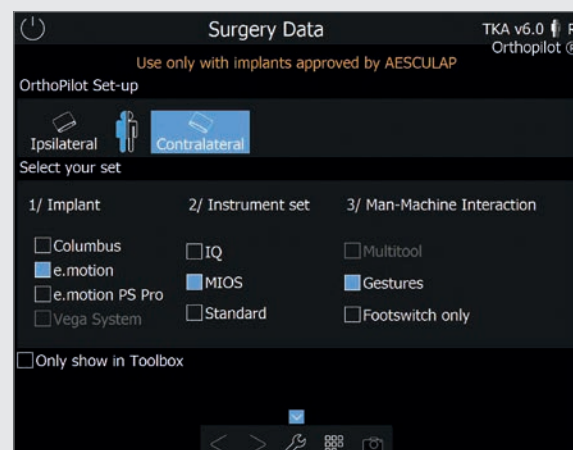 Surgery Data
TKA v6.0 R
Orthopilot ®
Use only with implants approved by AESCULAP
OrthoPilot Set-up
Ipsilateral Contralateral
Select your set
1/ Implant 2/ Instrument set 3/ Man-Machine Interaction
Columbus IQ Multitool
e.motion MIOS Gestures
e.motion PS Pro Standard Footswitch only
Vega System
Only show in Toolbox